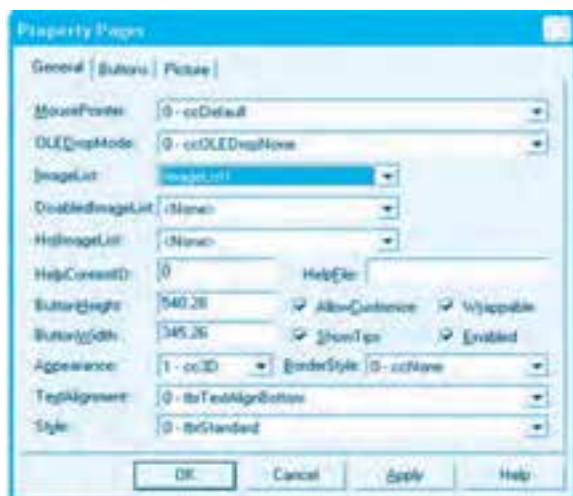 Property Pages
General Buttons Picture
MousePointer: 0 - ccDefault
OLEDropMode: 0 - ccOLEDropNone
ImageList: ImageList1
DisabledImageList: <None>
HotImageList: <None>
HelpContextID: 0 HelpFile:
ButtonHeight: 540.28 AllowCustomize Wrappable
ButtonWidth: 345.26 ShowTips Enabled
Appearance: 1 - cc3D BorderStyle: 0 - ccNone
TextAlignment: 0 - tbrTextAlignBottom
Style: 0 - tbrStandard
OK Cancel Apply Help